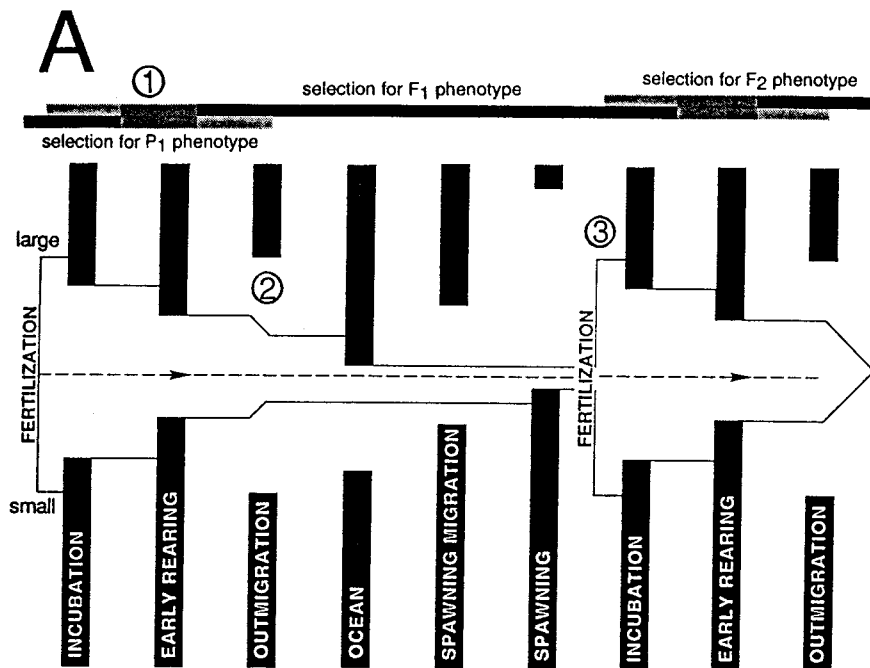 A
①
selection for F1 phenotype
selection for F2 phenotype
selection for P1 phenotype
large
small
FERTILIZATION
②
③
FERTILIZATION
INCUBATION
EARLY REARING
OUTMIGRATION
OCEAN
SPAWNING MIGRATION
SPAWNING
INCUBATION
EARLY REARING
OUTMIGRATION